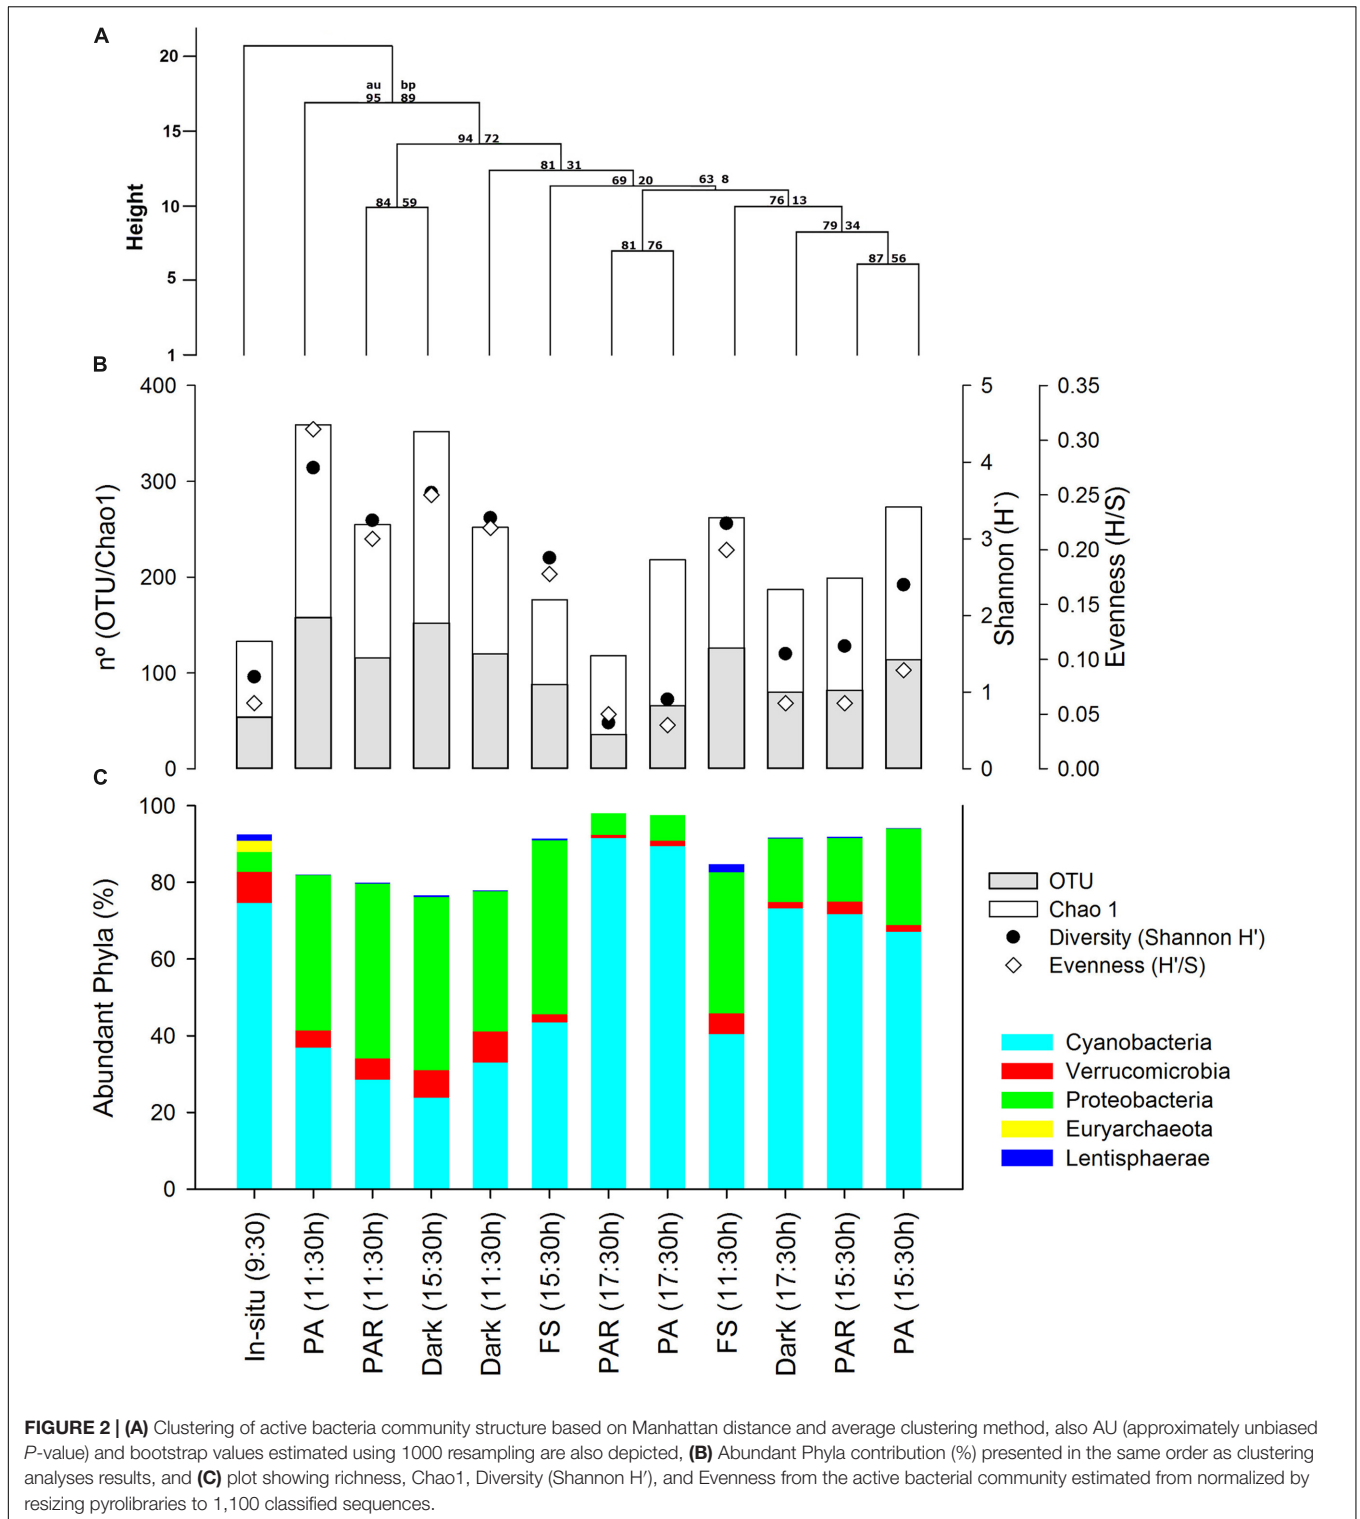 A
20
15
10
5
1
Height
au bp
95 89
94 72
81 31
69 20
63 8
84 59
76 13
79 34
81 76
87 56
B
400
300
200
100
0
nº (OTU/Chao1)
5
4
3
2
1
0
Shannon (H`)
0.35
0.30
0.25
0.20
0.15
0.10
0.05
0.00
Evenness (H/S)
C
100
80
60
40
20
0
Abundant Phyla (%)
OTU
Chao 1
Diversity (Shannon H')
Evenness (H'/S)
Cyanobacteria
Verrucomicrobia
Proteobacteria
Euryarchaeota
Lentisphaerae
In-situ (9:30)
PA (11:30h)
PAR (11:30h)
Dark (15:30h)
Dark (11:30h)
FS (15:30h)
PAR (17:30h)
PA (17:30h)
FS (11:30h)
Dark (17:30h)
PAR (15:30h)
PA (15:30h)
FIGURE 2 | (A) Clustering of active bacteria community structure based on Manhattan distance and average clustering method, also AU (approximately unbiased
P-value) and bootstrap values estimated using 1000 resampling are also depicted, (B) Abundant Phyla contribution (%) presented in the same order as clustering
analyses results, and (C) plot showing richness, Chao1, Diversity (Shannon H′), and Evenness from the active bacterial community estimated from normalized by
resizing pyrolibraries to 1,100 classified sequences.